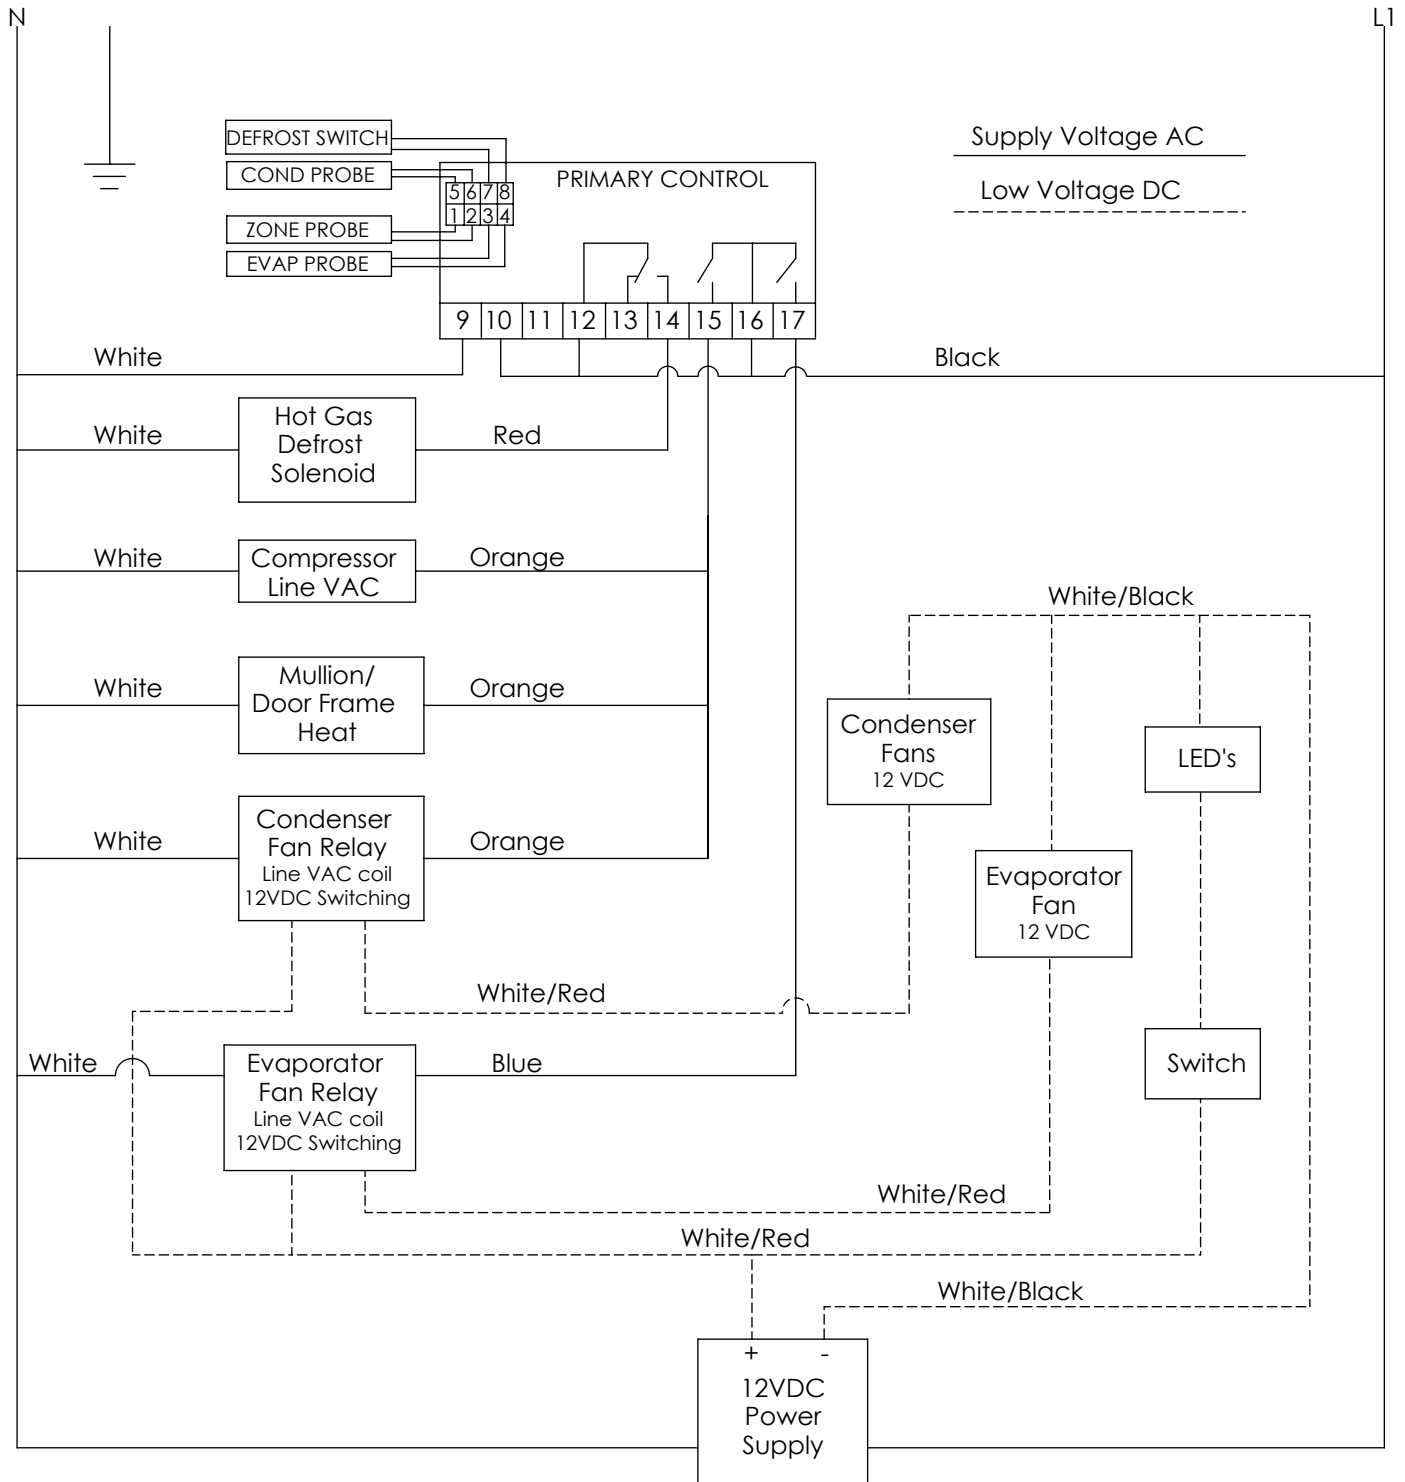 N
L1
DEFROST SWITCH
COND PROBE
ZONE PROBE
EVAP PROBE
5 6 7 8
1 2 3 4
PRIMARY CONTROL
9 10 11 12 13 14 15 16 17
Supply Voltage AC
Low Voltage DC
White
Black
White
Hot Gas
Defrost
Solenoid
Red
White
Compressor
Line VAC
Orange
White
Mullion/
Door Frame
Heat
Orange
White
Condenser
Fan Relay
Line VAC coil
12VDC Switching
Orange
White/Black
Condenser
Fans
12 VDC
LED's
Evaporator
Fan
12 VDC
Switch
White/Red
White
Evaporator
Fan Relay
Line VAC coil
12VDC Switching
Blue
White/Red
White/Red
White/Black
+ -
12VDC
Power
Supply